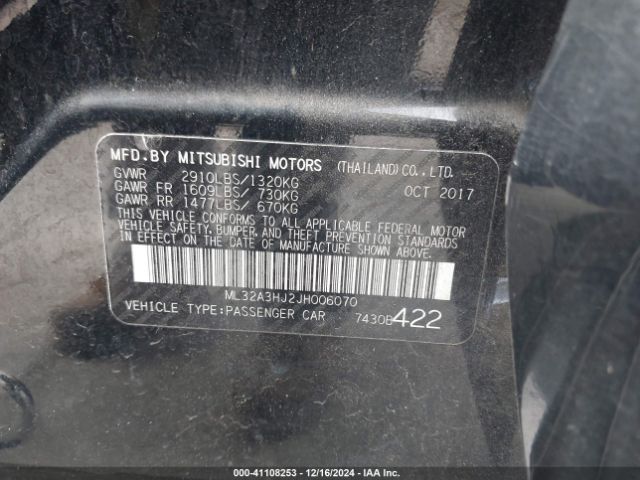 MFD.BY MITSUBISHI MOTORS (THAILAND)CO.,LTD.
GVWR 2910LBS/1320KG OCT 2017
GAWR FR 1609LBS/ 730KG
GAWR RR 1477LBS/ 670KG
THIS VEHICLE CONFORMS TO ALL APPLICABLE FEDERAL MOTOR
VEHICLE SAFETY, BUMPER, AND THEFT PREVENTION STANDARDS
IN EFFECT ON THE DATE OF MANUFACTURE SHOWN ABOVE.
ML32A3HJ2JH006070
VEHICLE TYPE:PASSENGER CAR 7430B422
000-41108253 - 12/16/2024 - IAA Inc.